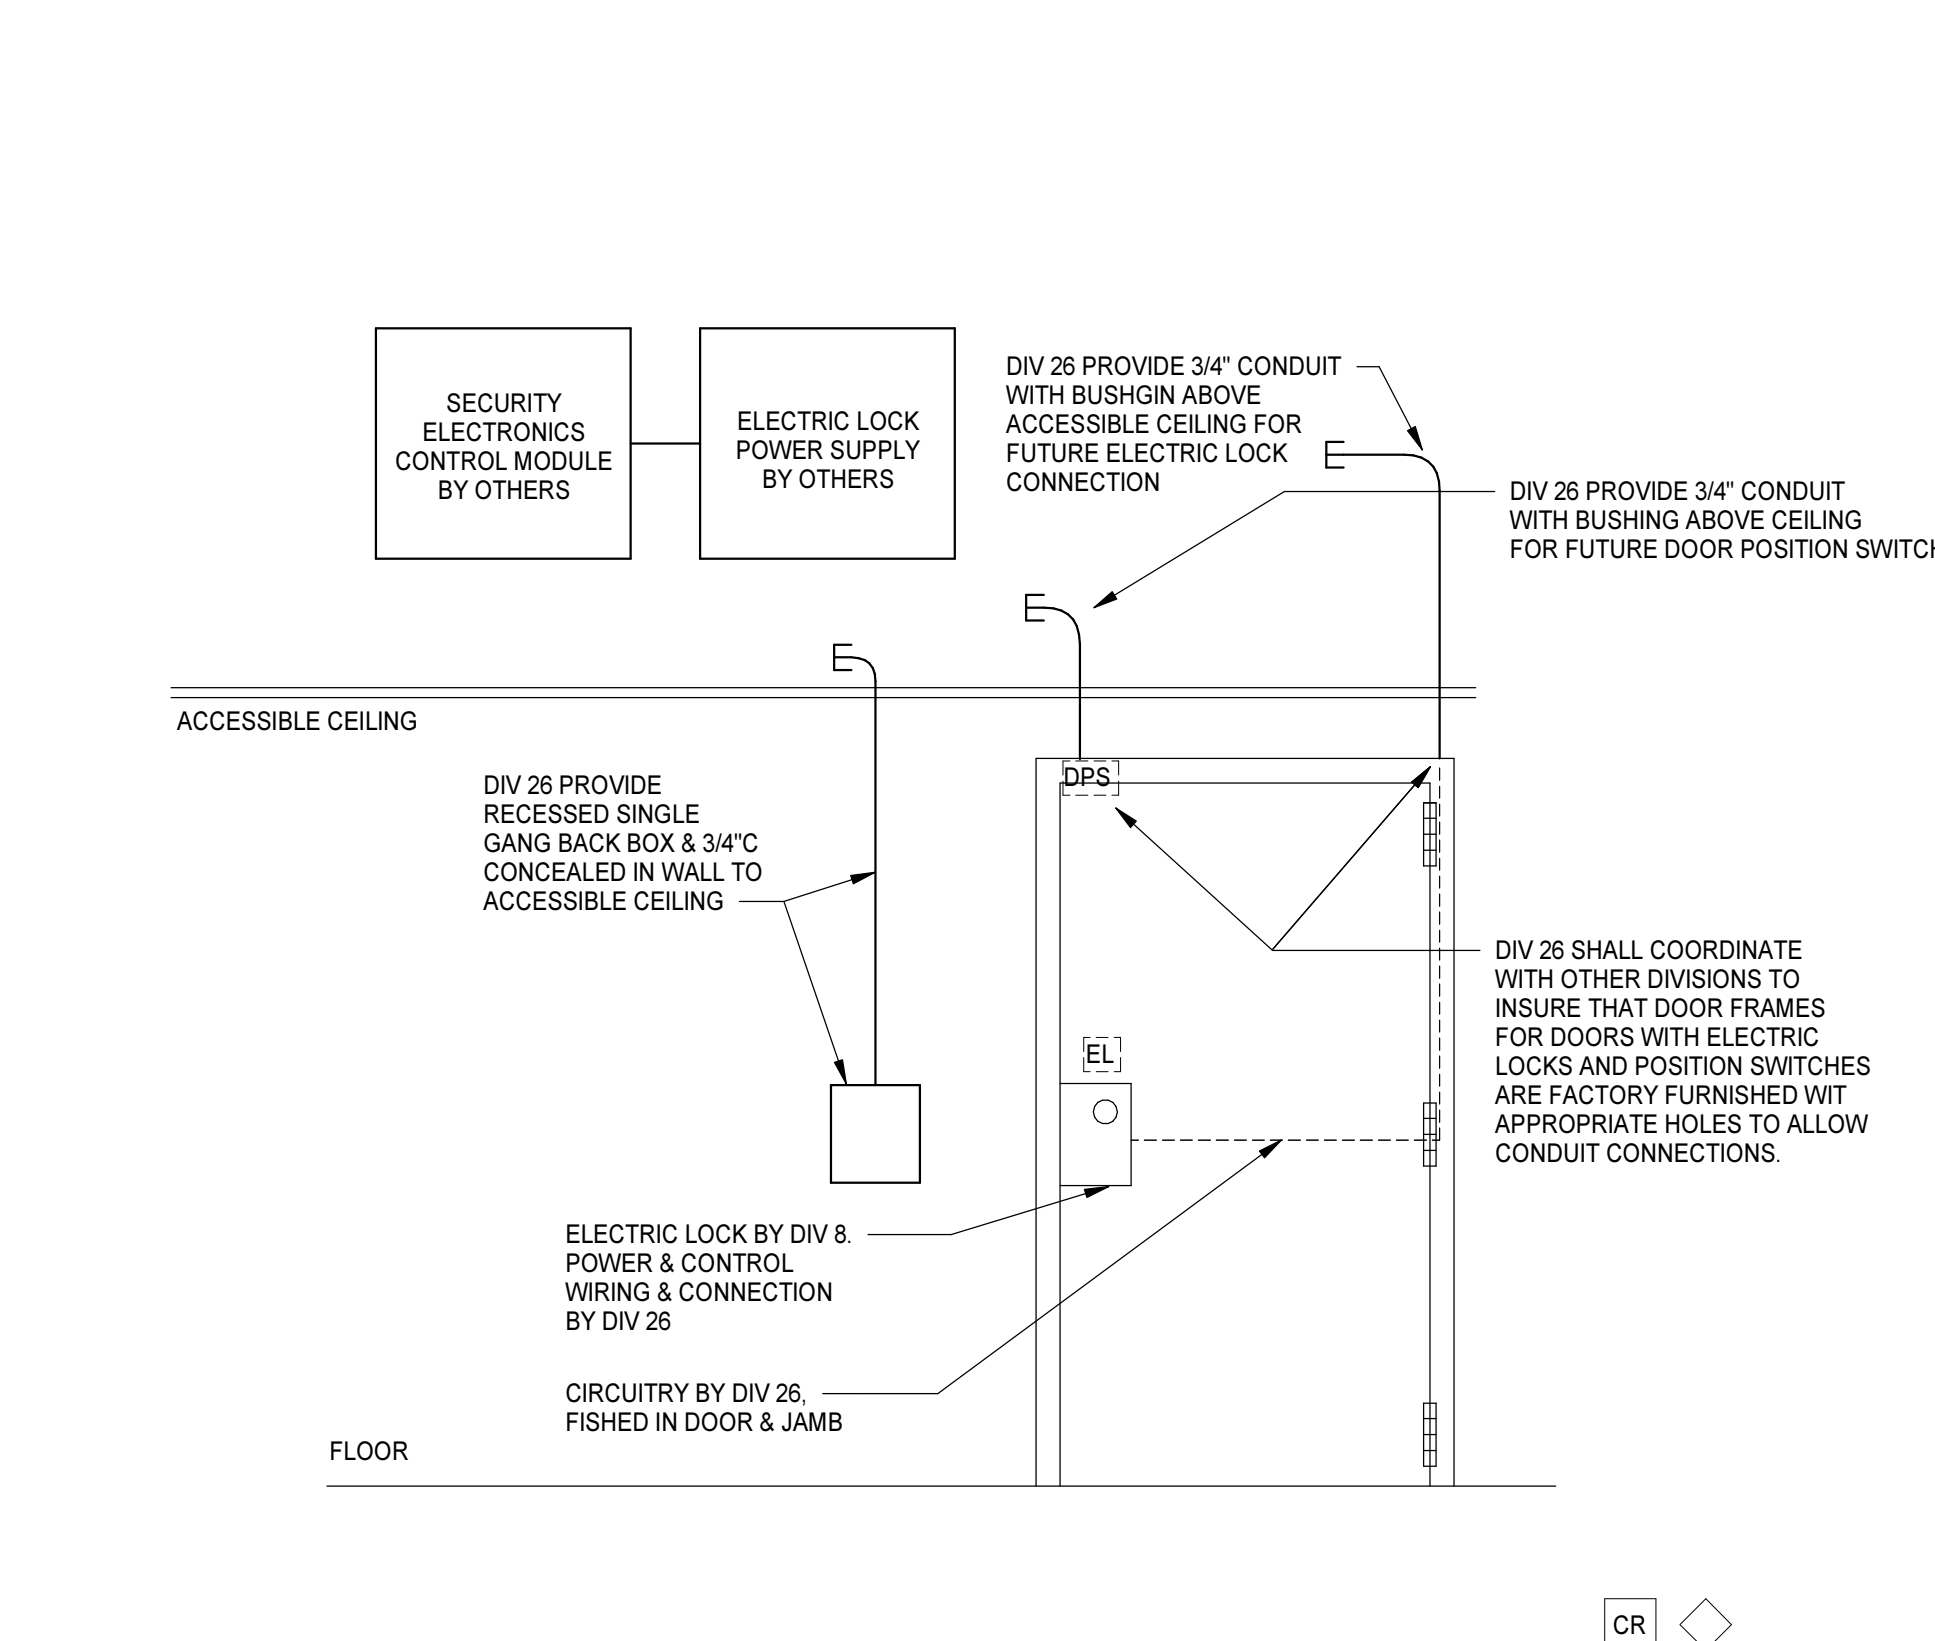 SECURITY
ELECTRONICS
CONTROL MODULE
BY OTHERS
ELECTRIC LOCK
POWER SUPPLY
BY OTHERS
DIV 26 PROVIDE 3/4" CONDUIT
WITH BUSHGIN ABOVE
ACCESSIBLE CEILING FOR
FUTURE ELECTRIC LOCK
CONNECTION
DIV 26 PROVIDE 3/4" CONDUIT
WITH BUSHING ABOVE CEILING
FOR FUTURE DOOR POSITION SWITCH
ACCESSIBLE CEILING
DIV 26 PROVIDE
RECESSED SINGLE
GANG BACK BOX & 3/4"C
CONCEALED IN WALL TO
ACCESSIBLE CEILING
DPS
DIV 26 SHALL COORDINATE
WITH OTHER DIVISIONS TO
INSURE THAT DOOR FRAMES
FOR DOORS WITH ELECTRIC
LOCKS AND POSITION SWITCHES
ARE FACTORY FURNISHED WIT
APPROPRIATE HOLES TO ALLOW
CONDUIT CONNECTIONS.
EL
ELECTRIC LOCK BY DIV 8.
POWER & CONTROL
WIRING & CONNECTION
BY DIV 26
CIRCUITRY BY DIV 26,
FISHED IN DOOR & JAMB
FLOOR
CR